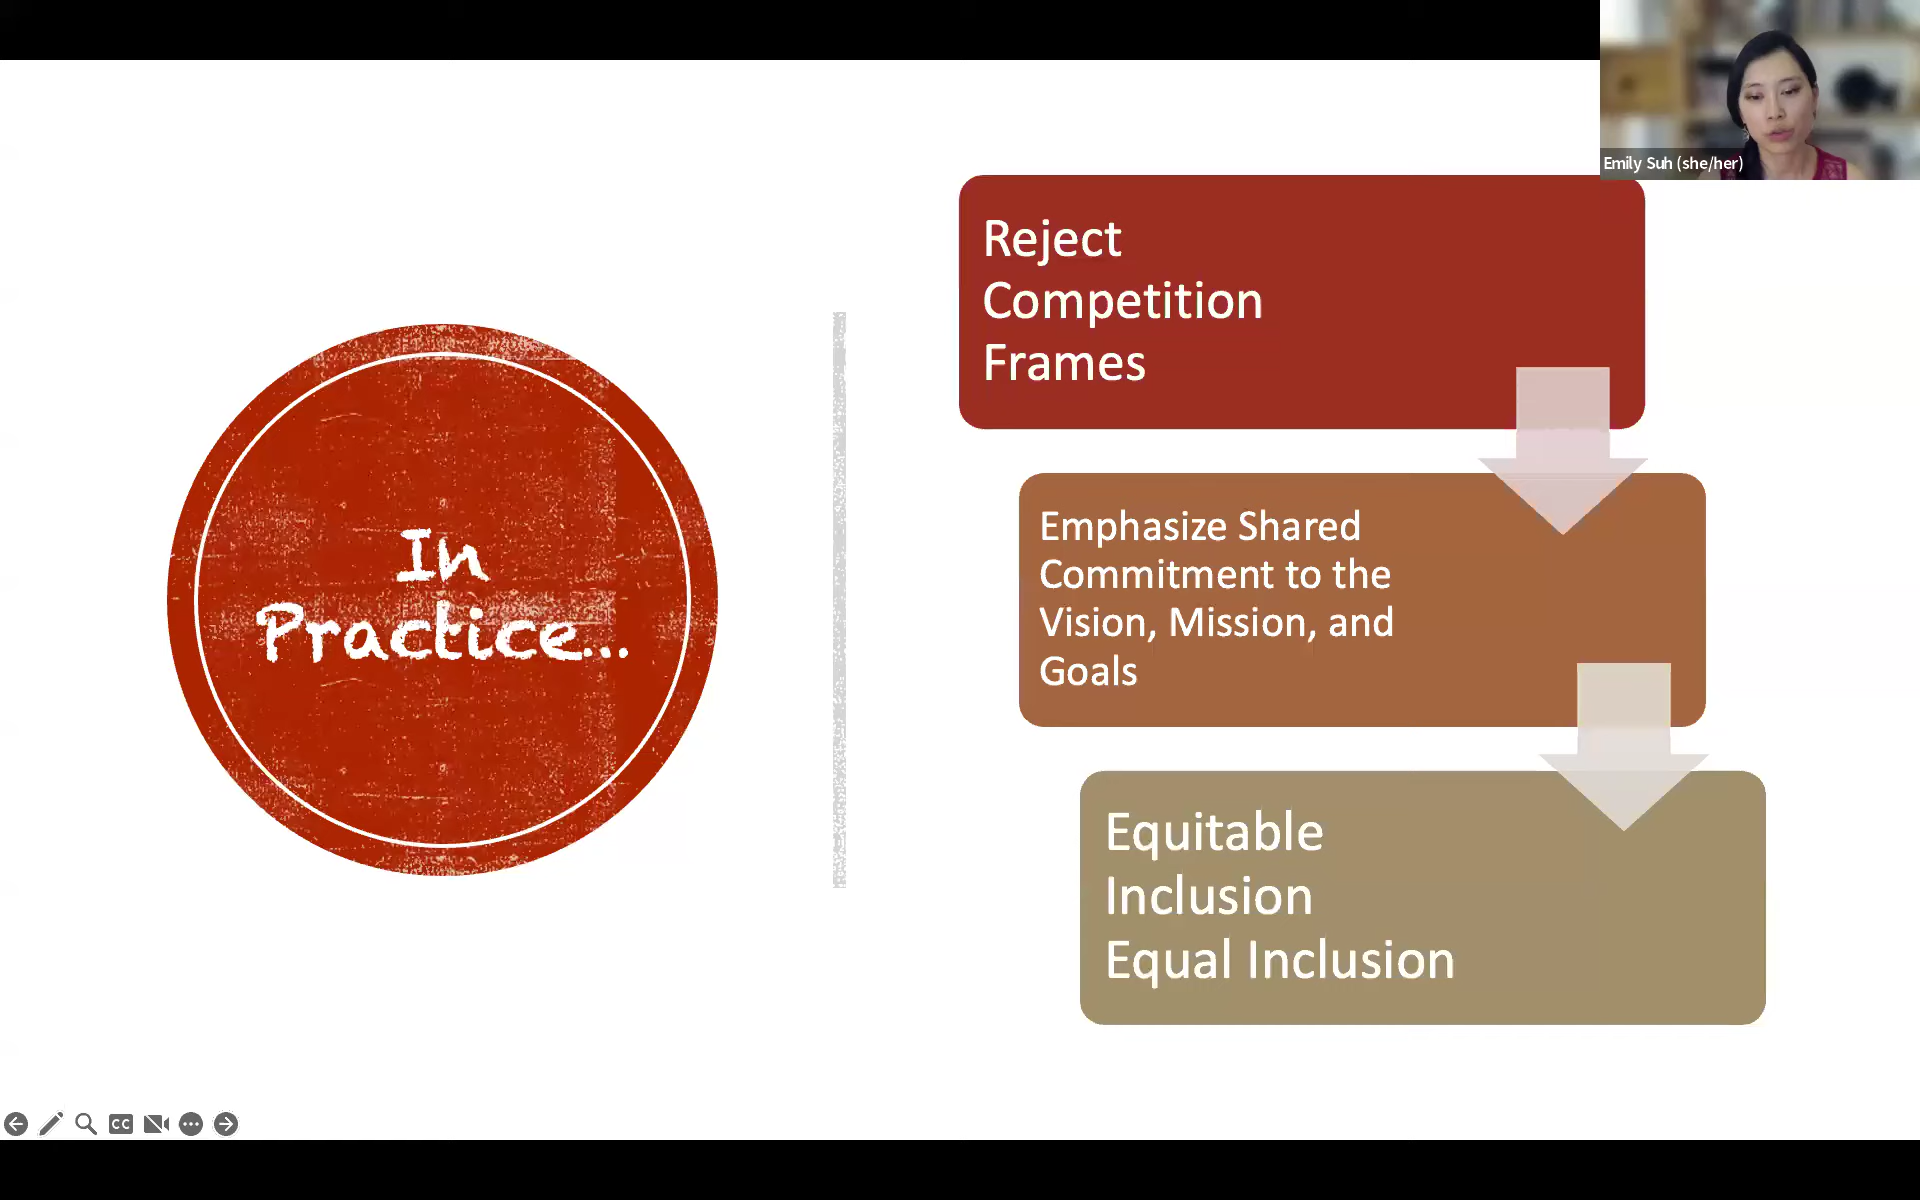 Emily Suh (she/her)
Reject
Competition
Frames
In
Practice...
Emphasize Shared
Commitment to the
Vision, Mission, and
Goals
Equitable
Inclusion
Equal Inclusion
CC